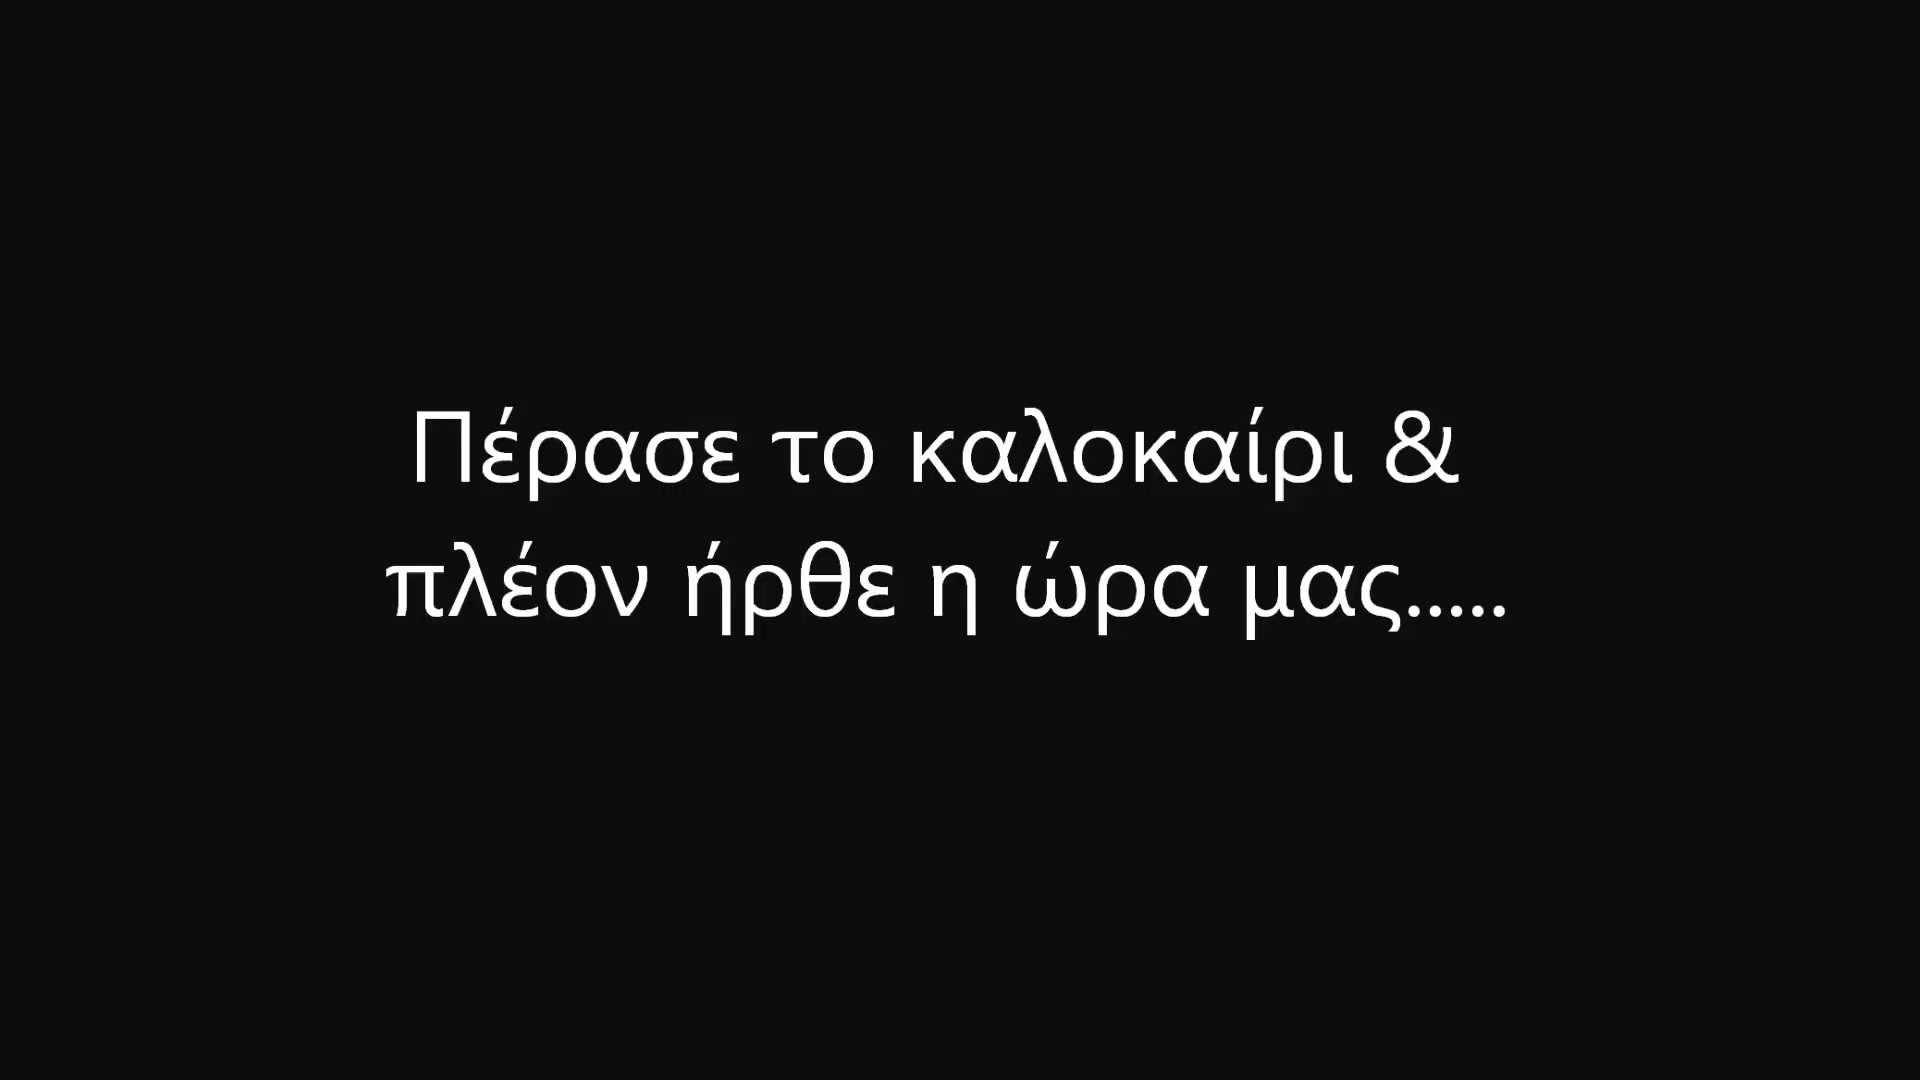 Πέρασε το καλοκαίρι &
πλέον ήρθε η ώρα μας.....